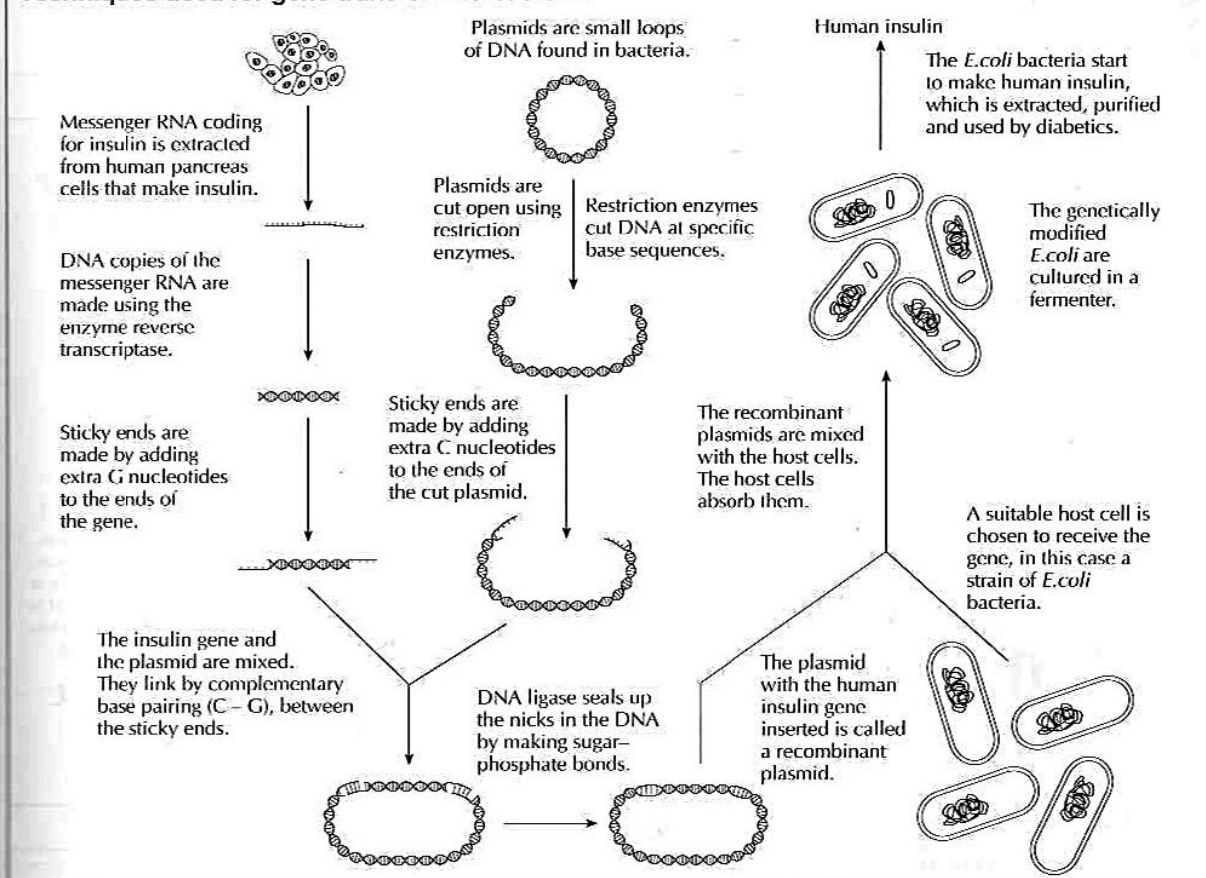 Plasmids are small loops
of DNA found in bacteria.
Human insulin
The E.coli bacteria start
to make human insulin,
which is extracted, purified
and used by diabetics.
Messenger RNA coding
for insulin is extracted
from human pancreas
cells that make insulin.
Plasmids are
cut open using
restriction
enzymes.
Restriction enzymes
cut DNA at specific
base sequences.
The genetically
modified
E.coli are
cultured in a
fermenter.
DNA copies of the
messenger RNA are
made using the
enzyme reverse
transcriptase.
Sticky ends are
made by adding
extra G nucleotides
to the ends of
the gene.
Sticky ends are
made by adding
extra C nucleotides
to the ends of
the cut plasmid.
The recombinant
plasmids are mixed
with the host cells.
The host cells
absorb them.
A suitable host cell is
chosen to receive the
gene, in this case a
strain of E.coli
bacteria.
The insulin gene and
the plasmid are mixed.
They link by complementary
base pairing (C – G), between
the sticky ends.
DNA ligase seals up
the nicks in the DNA
by making sugar–
phosphate bonds.
The plasmid
with the human
insulin gene
inserted is called
a recombinant
plasmid.